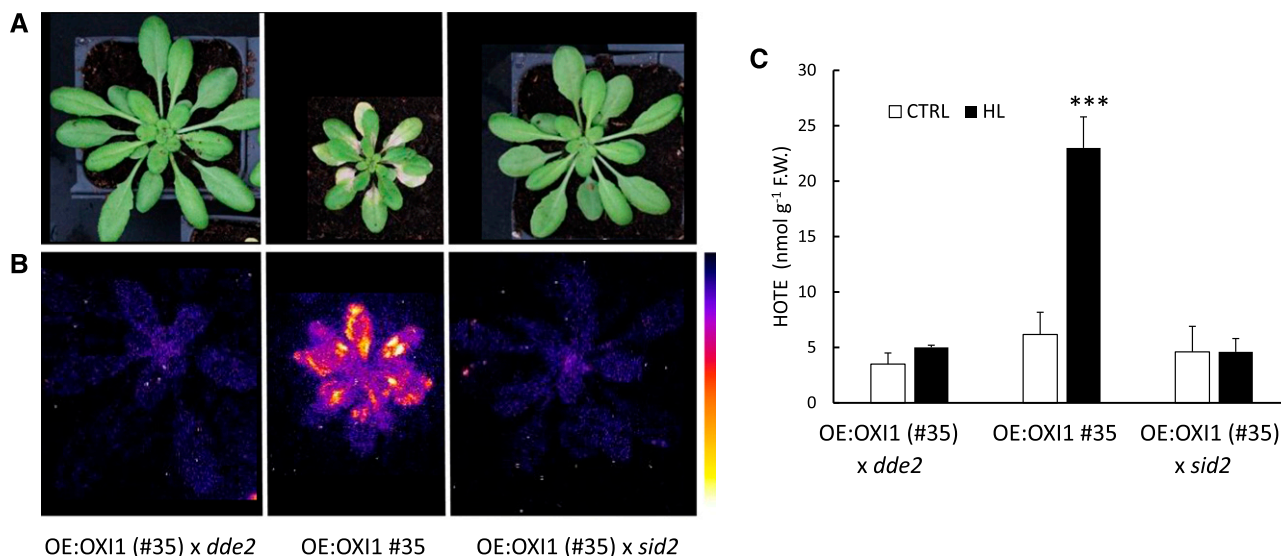 A
B
OE:OXI1 (#35) x dde2
OE:OXI1 #35
OE:OXI1 (#35) x sid2
C
HOTE (nmol g⁻¹ F.W.)
30
25
20
15
10
5
0
CTRL
HL
***
OE:OXI1 (#35)
x dde2
OE:OXI1 #35
OE:OXI1 (#35)
x sid2